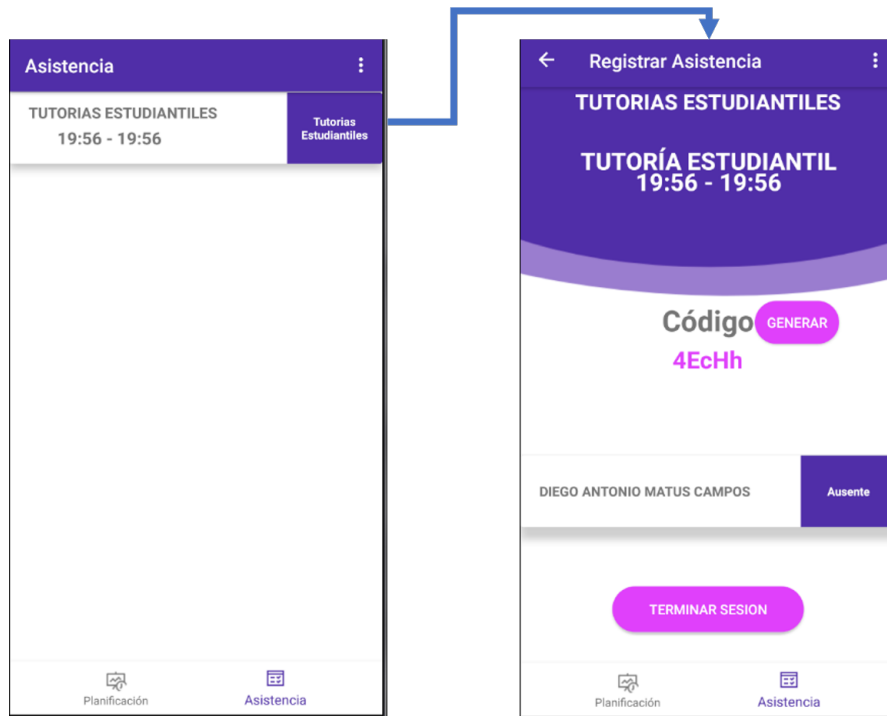 Asistencia
TUTORIAS ESTUDIANTILES
19:56 - 19:56
Tutorias
Estudiantiles
Planificación
Asistencia
Registrar Asistencia
TUTORIAS ESTUDIANTILES
TUTORÍA ESTUDIANTIL
19:56 - 19:56
Código
GENERAR
4EcHh
DIEGO ANTONIO MATUS CAMPOS
Ausente
TERMINAR SESION
Planificación
Asistencia